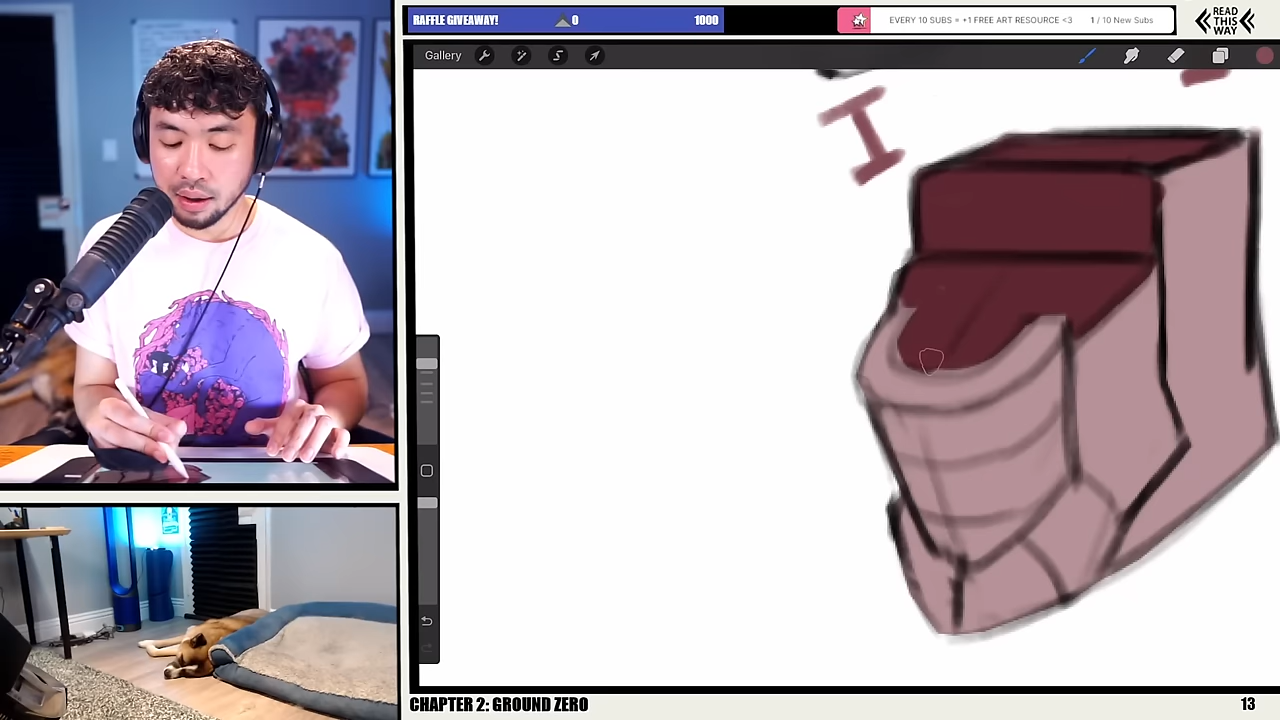 RAFFLE GIVEAWAY! 0 1000
EVERY 10 SUBS = +1 FREE ART RESOURCE <3 1 / 10 New Subs
READ
THIS
WAY
Gallery
I
CHAPTER 2: GROUND ZERO 13